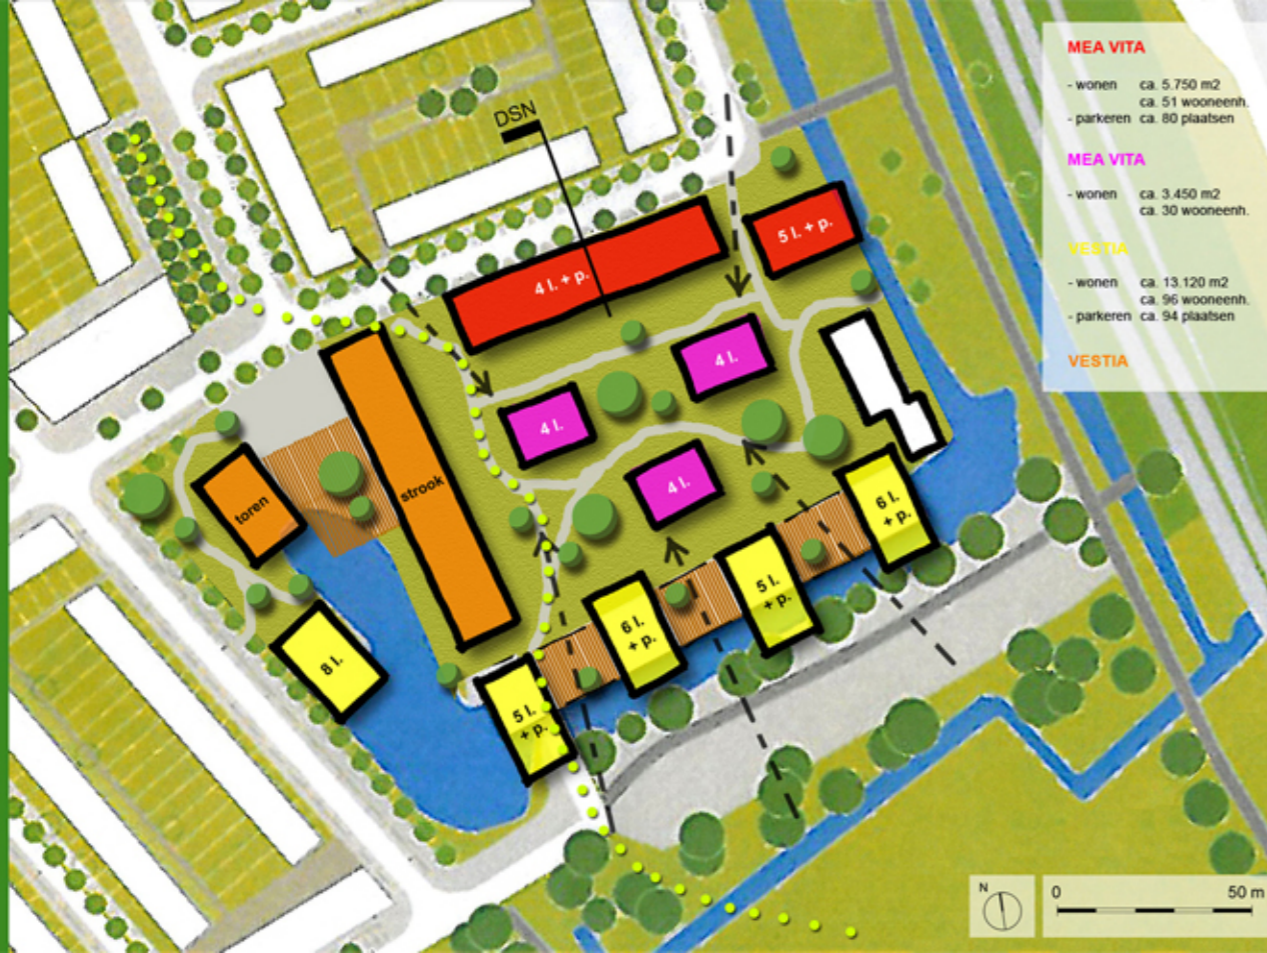 MEA VITA
- wonen ca. 5.750 m2
ca. 51 wooneenh.
- parkeren ca. 80 plaatsen
MEA VITA
- wonen ca. 3.450 m2
ca. 30 wooneenh.
VESTIA
- wonen ca. 13.120 m2
ca. 96 wooneenh.
- parkeren ca. 94 plaatsen
VESTIA
DSN
5 l. + p.
4 l. + p.
4 l.
4 l.
4 l.
strook
toren
6 l.
+ p.
5 l.
+ p.
6 l.
+ p.
8 l.
5 l.
+ p.
N
0 50 m